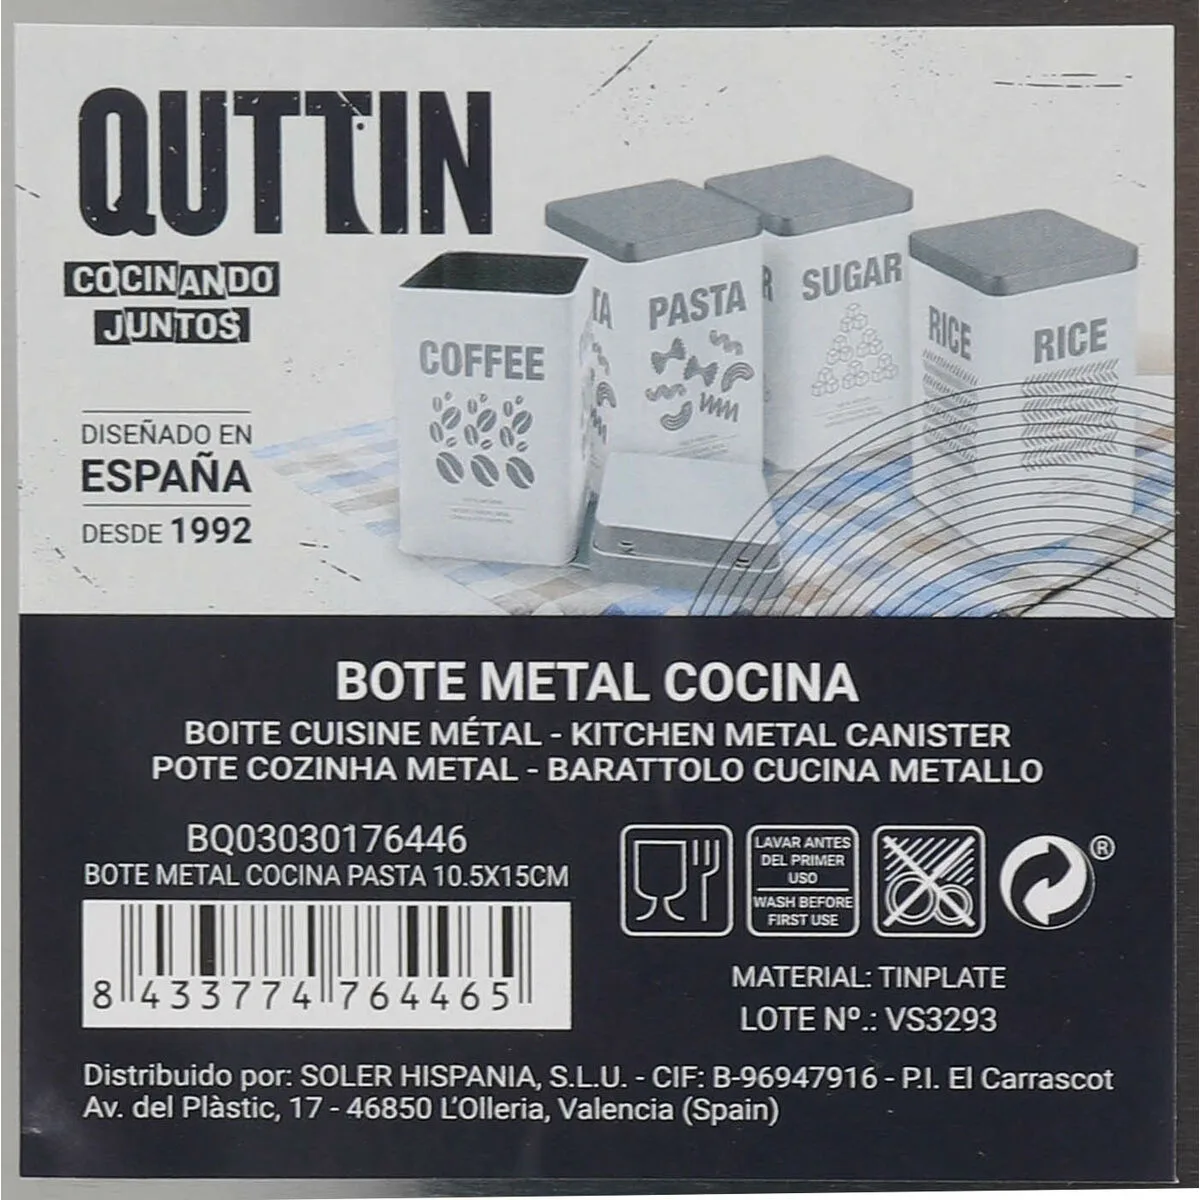 QUTTIN
COCINANDO
JUNTOS
DISEÑADO EN
ESPAÑA
DESDE 1992
COFFEE
TA
PASTA
R
SUGAR
RICE
RICE
BOTE METAL COCINA
BOITE CUISINE MÉTAL - KITCHEN METAL CANISTER
POTE COZINHA METAL - BARATTOLO CUCINA METALLO
BQ03030176446
BOTE METAL COCINA PASTA 10.5X15CM
8 433774 764465
LAVAR ANTES
DEL PRIMER
USO
WASH BEFORE
FIRST USE
®
MATERIAL: TINPLATE
LOTE Nº.: VS3293
Distribuido por: SOLER HISPANIA, S.L.U. - CIF: B-96947916 - P.I. El Carrascot
Av. del Plàstic, 17 - 46850 L'Olleria, Valencia (Spain)